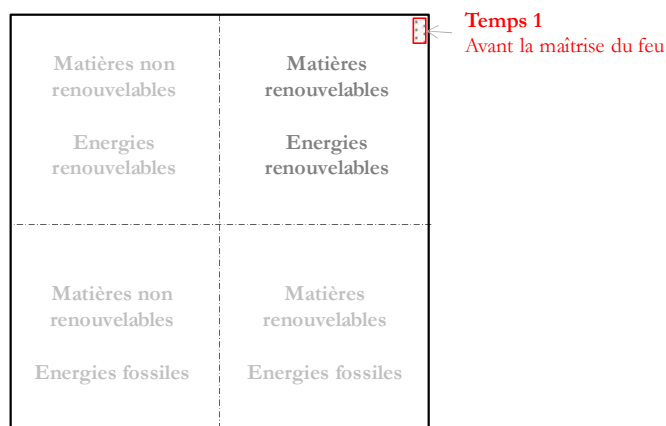 Temps 1
Avant la maîtrise du feu
Matières non
renouvelables
Energies
renouvelables
Matières
renouvelables
Energies
renouvelables
Matières non
renouvelables
Energies fossiles
Matières
renouvelables
Energies fossiles